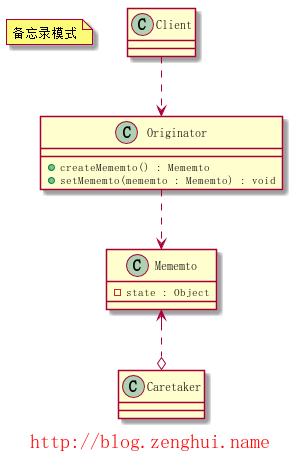 备忘录模式
C Client
C Originator
createMememto() : Mememto
setMememto(mememto : Mememto) : void
C Mememto
state : Object
C Caretaker
http://blog.zenghui.name